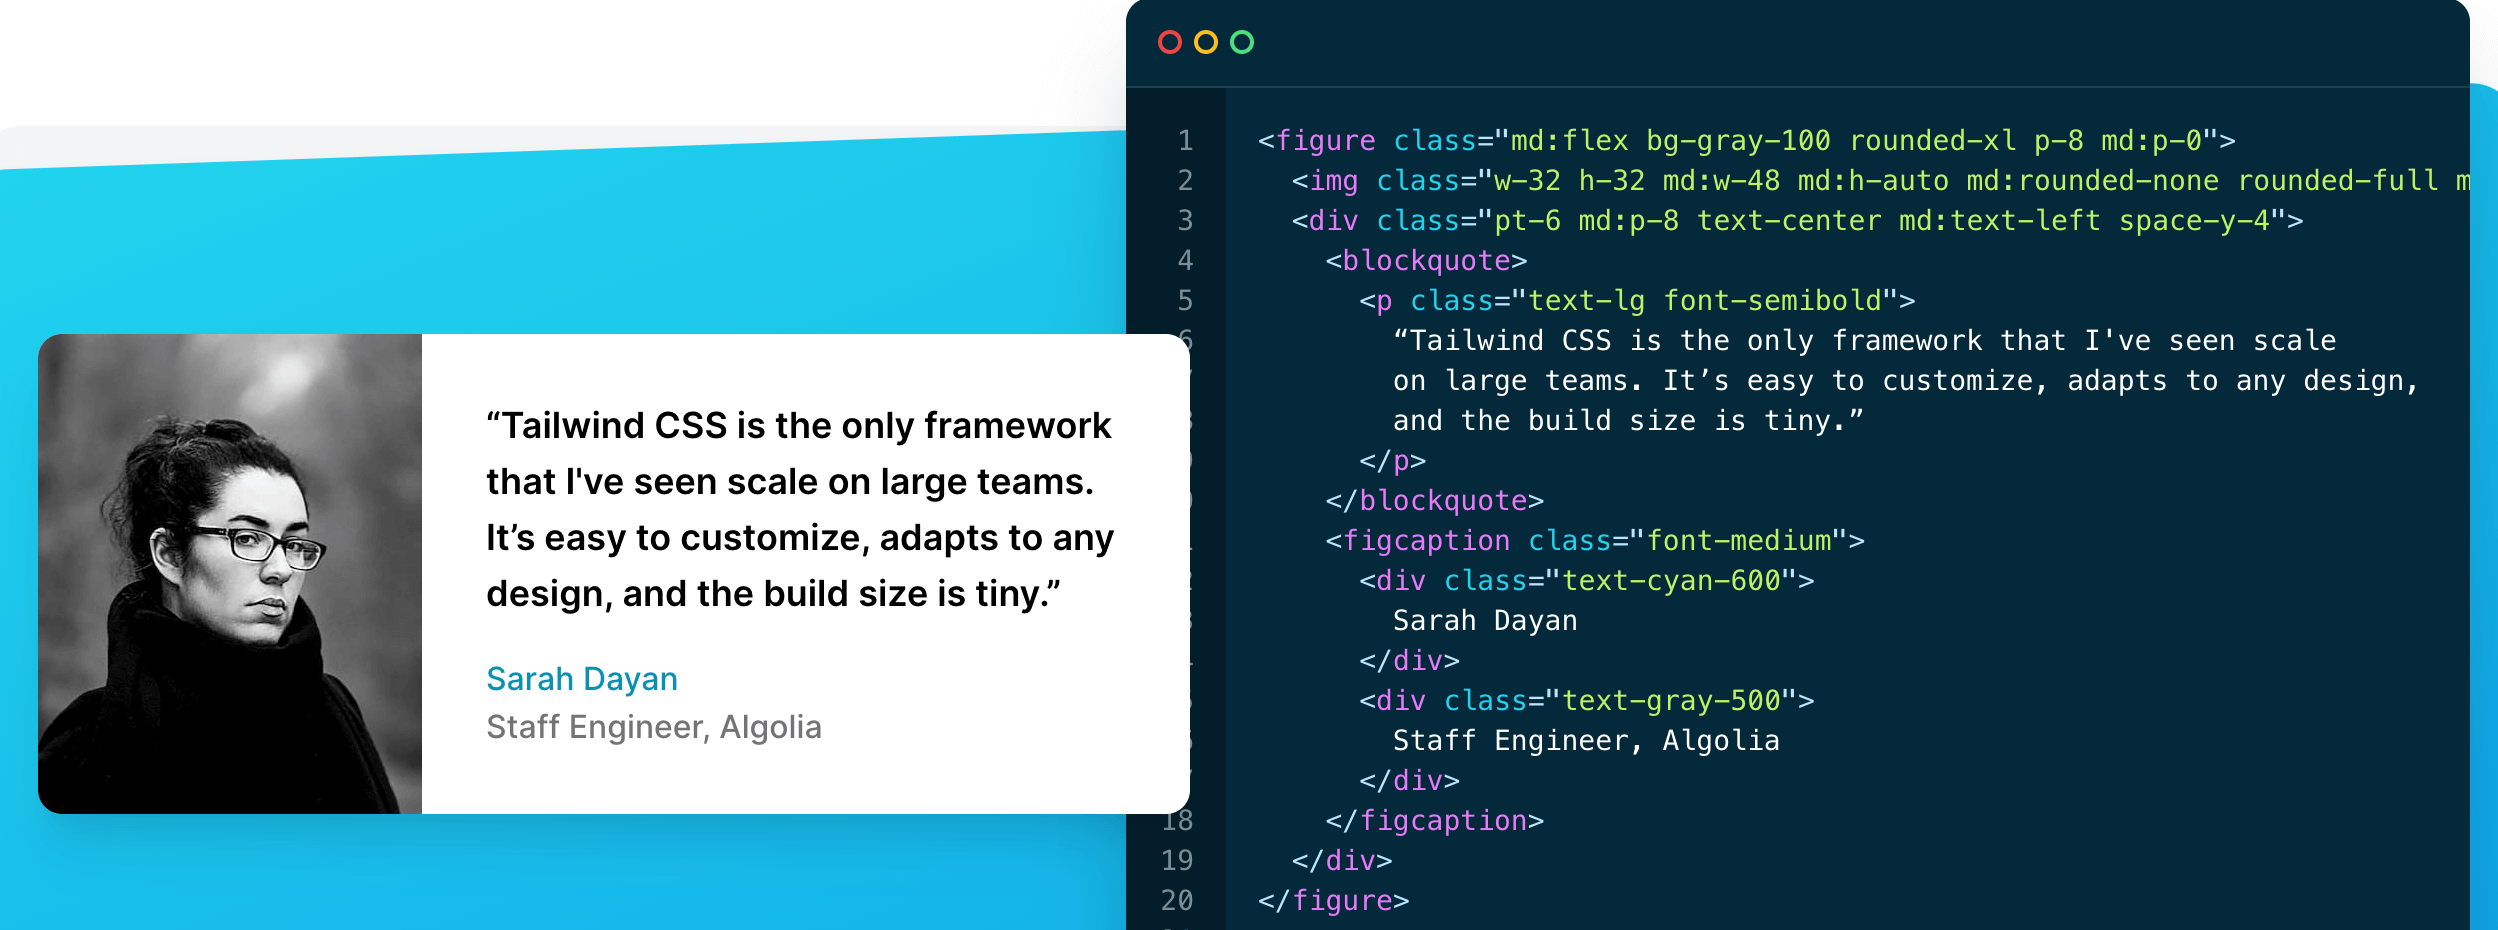 “Tailwind CSS is the only framework
that I've seen scale on large teams.
It’s easy to customize, adapts to any
design, and the build size is tiny.”
Sarah Dayan
Staff Engineer, Algolia
1 <figure class="md:flex bg-gray-100 rounded-xl p-8 md:p-0">
2 <img class="w-32 h-32 md:w-48 md:h-auto md:rounded-none rounded-full
3 <div class="pt-6 md:p-8 text-center md:text-left space-y-4">
4 <blockquote>
5 <p class="text-lg font-semibold">
“Tailwind CSS is the only framework that I've seen scale
on large teams. It’s easy to customize, adapts to any design,
and the build size is tiny.”
</p>
</blockquote>
<figcaption class="font-medium">
<div class="text-cyan-600">
Sarah Dayan
</div>
<div class="text-gray-500">
Staff Engineer, Algolia
</div>
18 </figcaption>
19 </div>
20 </figure>